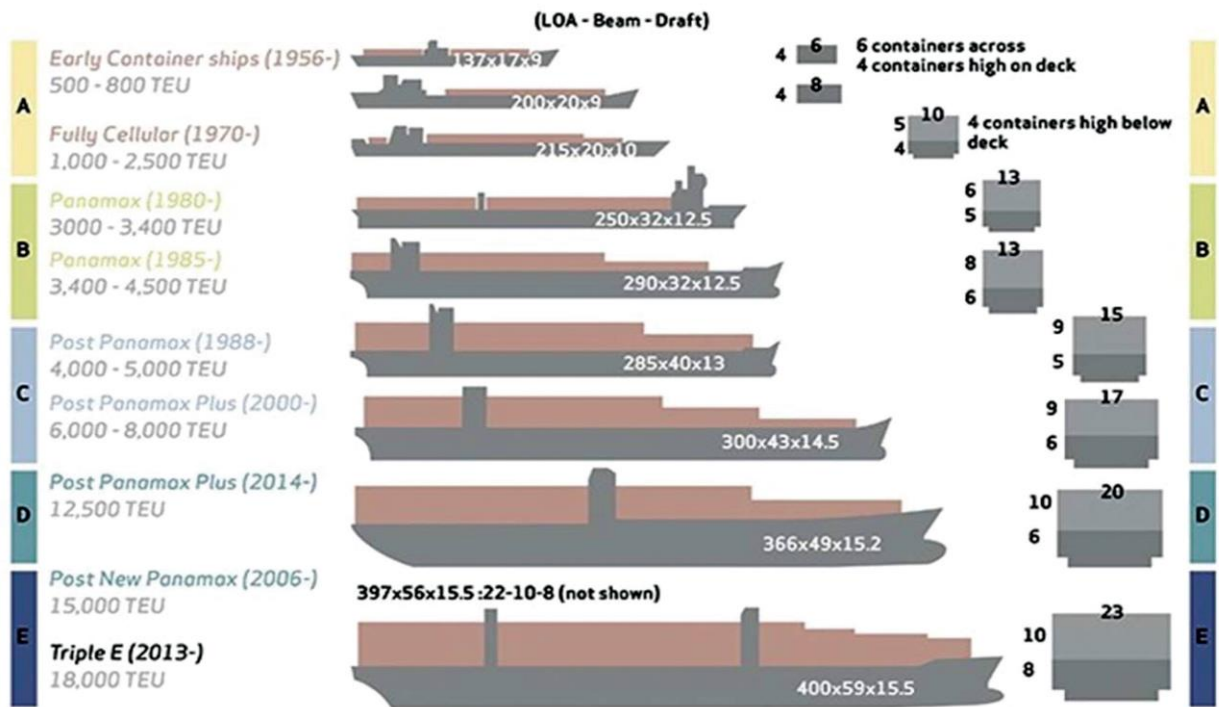 (LOA - Beam - Draft)
A
Early Container ships (1956-)
500 - 800 TEU
137x17x9
200x20x9
6
4
6 containers across
4 containers high on deck
8
4
Fully Cellular (1970-)
1,000 - 2,500 TEU
215x20x10
10
5
4
4 containers high below
deck
A
B
Panamax (1980-)
3000 - 3,400 TEU
250x32x12.5
13
6
5
Panamax (1985-)
3,400 - 4,500 TEU
290x32x12.5
13
8
6
B
C
Post Panamax (1988-)
4,000 - 5,000 TEU
285x40x13
15
9
5
Post Panamax Plus (2000-)
6,000 - 8,000 TEU
300x43x14.5
17
9
6
C
D
Post Panamax Plus (2014-)
12,500 TEU
366x49x15.2
20
10
6
D
E
Post New Panamax (2006-)
15,000 TEU
397x56x15.5 :22-10-8 (not shown)
Triple E (2013-)
18,000 TEU
400x59x15.5
23
10
8
E